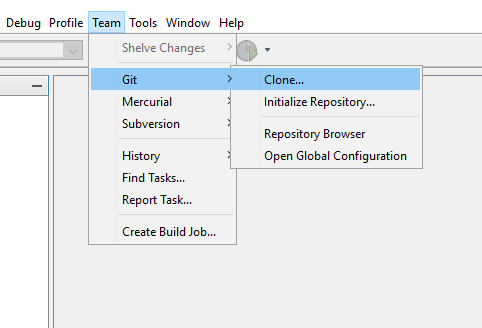 Debug Profile Team Tools Window Help
Shelve Changes
Git
Mercurial
Subversion
History
Find Tasks...
Report Task...
Create Build Job...
Clone...
Initialize Repository...
Repository Browser
Open Global Configuration